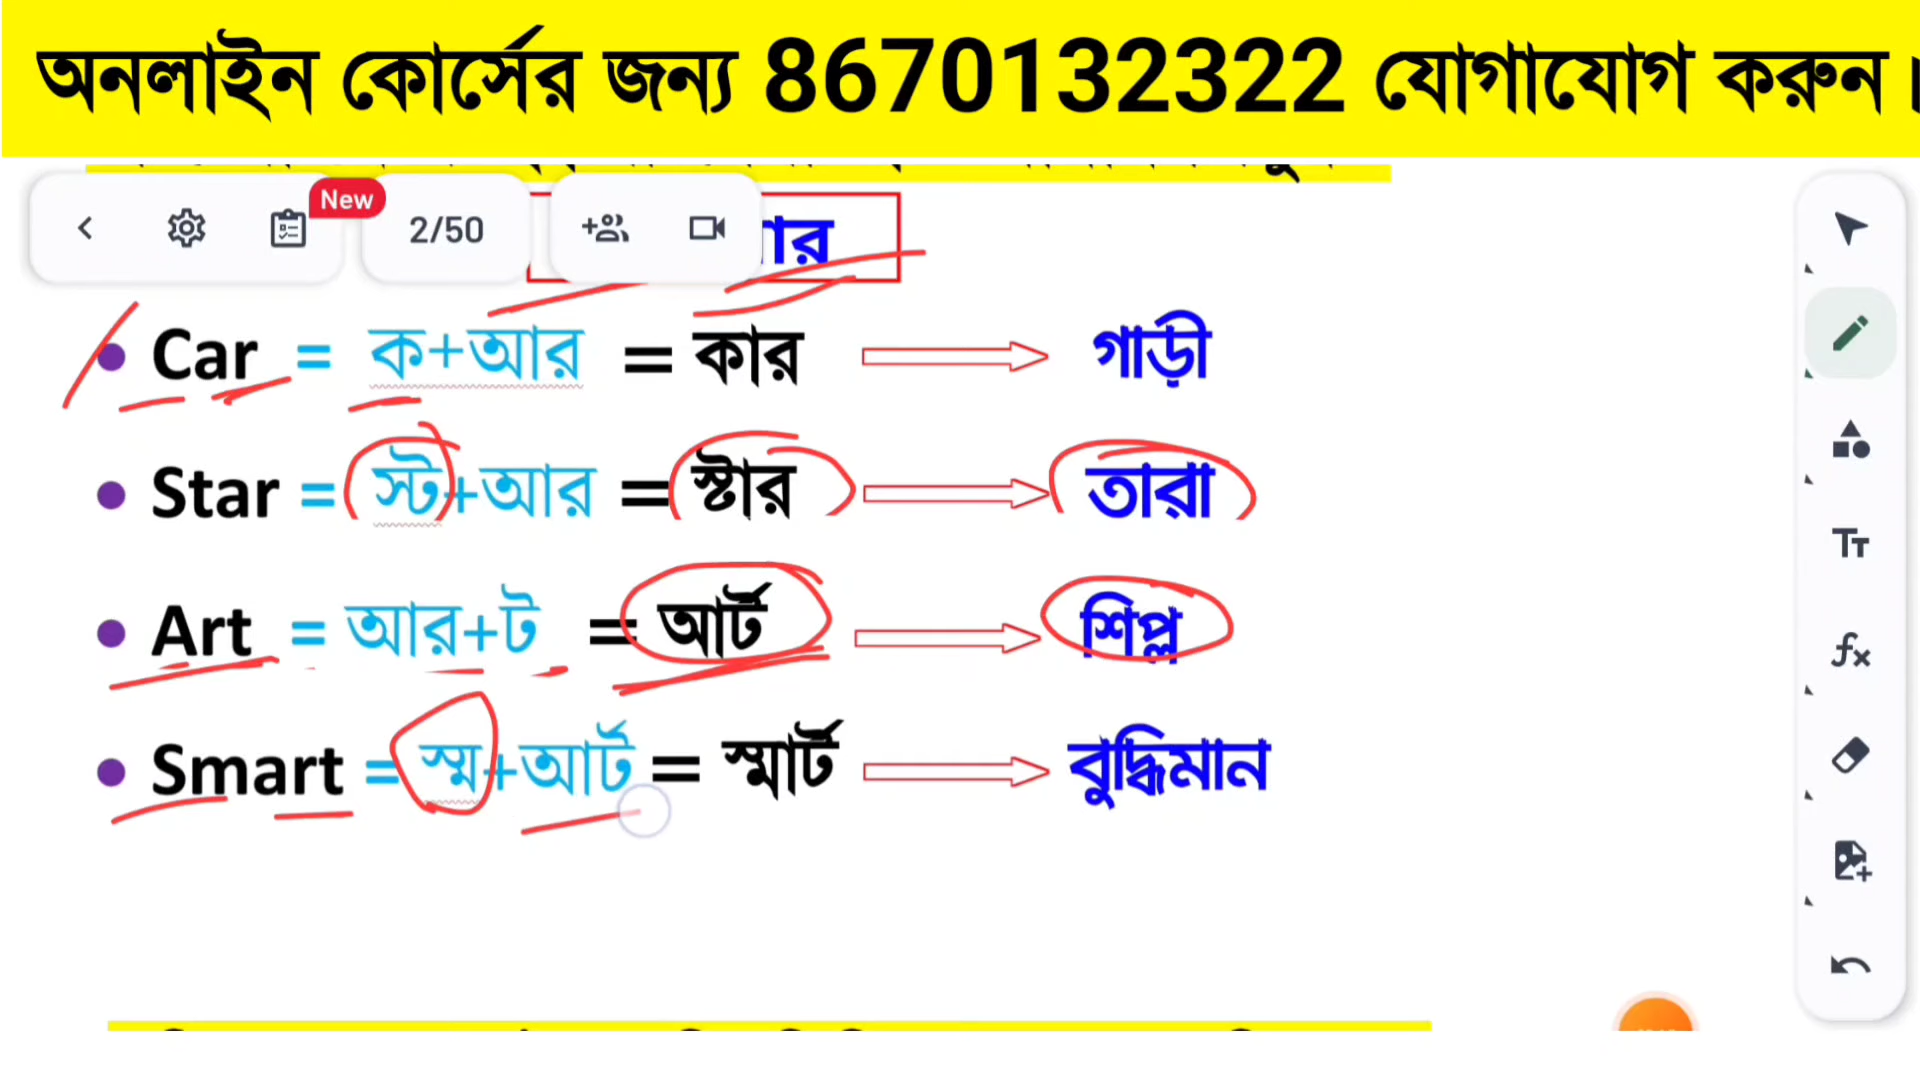 অনলাইন কোর্সের জন্য 8670132322 যোগাযোগ করুন।
New
2/50
Car = ক+আর = কার গাড়ী
Star = স্ট+আর = স্টার তারা
Art = আর+ট = আর্ট শিল্প
Smart = স্ম+আর্ট = স্মার্ট বুদ্ধিমান